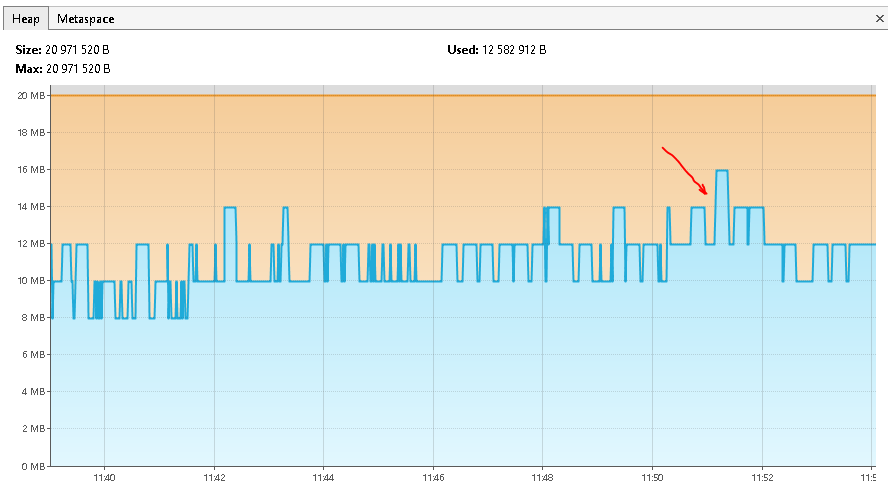 Heap Metaspace ×
Size: 20 971 520 B Used: 12 582 912 B
Max: 20 971 520 B
20 MB
18 MB
16 MB
14 MB
12 MB
10 MB
8 MB
6 MB
4 MB
2 MB
0 MB
11:40 11:42 11:44 11:46 11:48 11:50 11:52